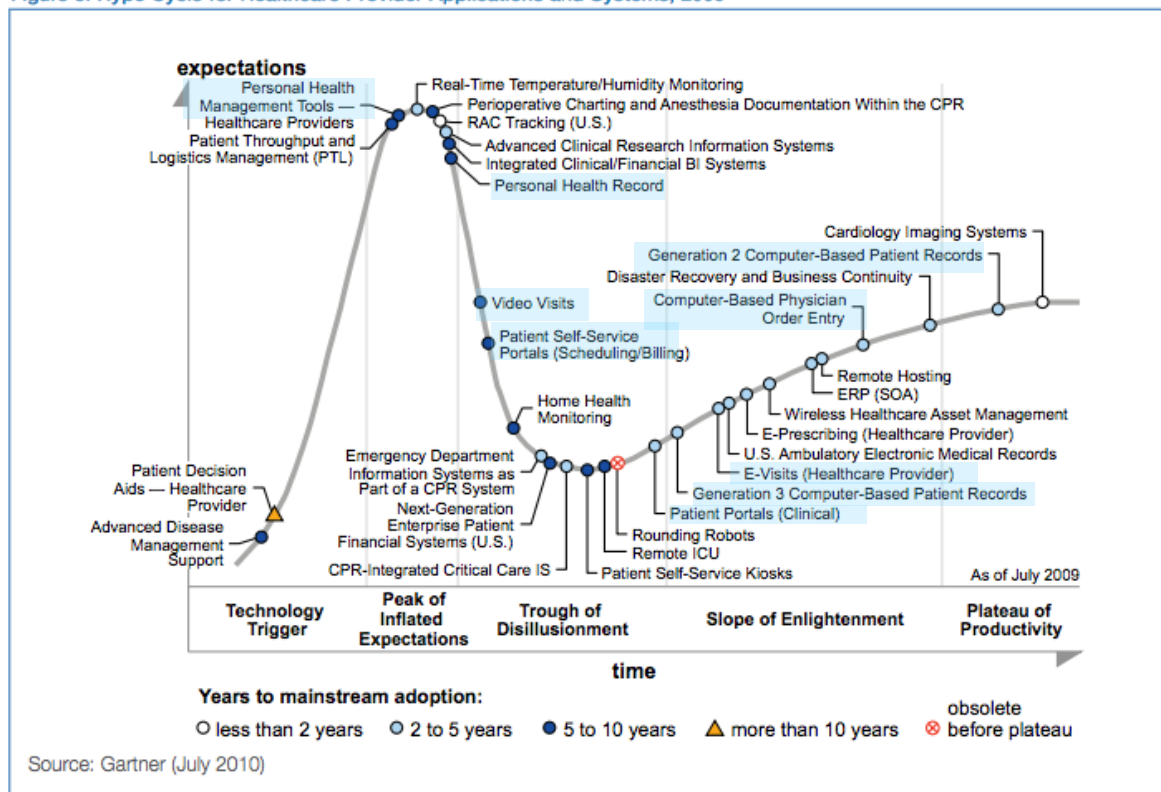 expectations
Personal Health
Management Tools —
Healthcare Providers
Patient Throughput and
Logistics Management (PTL)
Real-Time Temperature/Humidity Monitoring
Perioperative Charting and Anesthesia Documentation Within the CPR
RAC Tracking (U.S.)
Advanced Clinical Research Information Systems
Integrated Clinical/Financial BI Systems
Personal Health Record
Video Visits
Patient Self-Service
Portals (Scheduling/Billing)
Home Health
Monitoring
Cardiology Imaging Systems
Generation 2 Computer-Based Patient Records
Disaster Recovery and Business Continuity
Computer-Based Physician
Order Entry
Remote Hosting
ERP (SOA)
Wireless Healthcare Asset Management
E-Prescribing (Healthcare Provider)
U.S. Ambulatory Electronic Medical Records
E-Visits (Healthcare Provider)
Generation 3 Computer-Based Patient Records
Patient Portals (Clinical)
Rounding Robots
Remote ICU
Patient Self-Service Kiosks
Emergency Department
Information Systems as
Part of a CPR System
Next-Generation
Enterprise Patient
Financial Systems (U.S.)
CPR-Integrated Critical Care IS
Patient Decision
Aids — Healthcare
Provider
Advanced Disease
Management
Support
As of July 2009
Technology
Trigger
Peak of
Inflated
Expectations
Trough of
Disillusionment
Slope of Enlightenment
Plateau of
Productivity
time
Years to mainstream adoption:
less than 2 years
2 to 5 years
5 to 10 years
more than 10 years
obsolete
before plateau
Source: Gartner (July 2010)